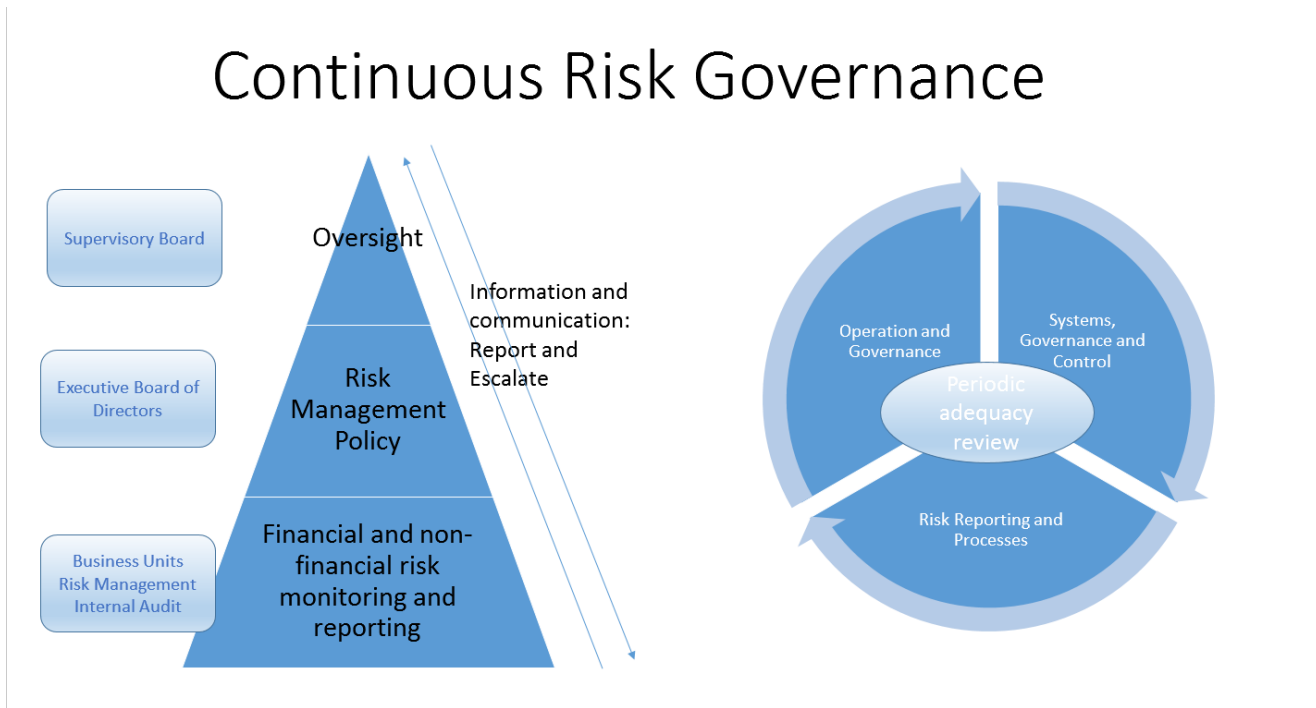 Continuous Risk Governance
Supervisory Board
Oversight
Information and
communication:
Report and
Escalate
Executive Board of
Directors
Risk
Management
Policy
Business Units
Risk Management
Internal Audit
Financial and non-
financial risk
monitoring and
reporting
Operation and
Governance
Systems,
Governance and
Control
Periodic
adequacy
review
Risk Reporting and
Processes